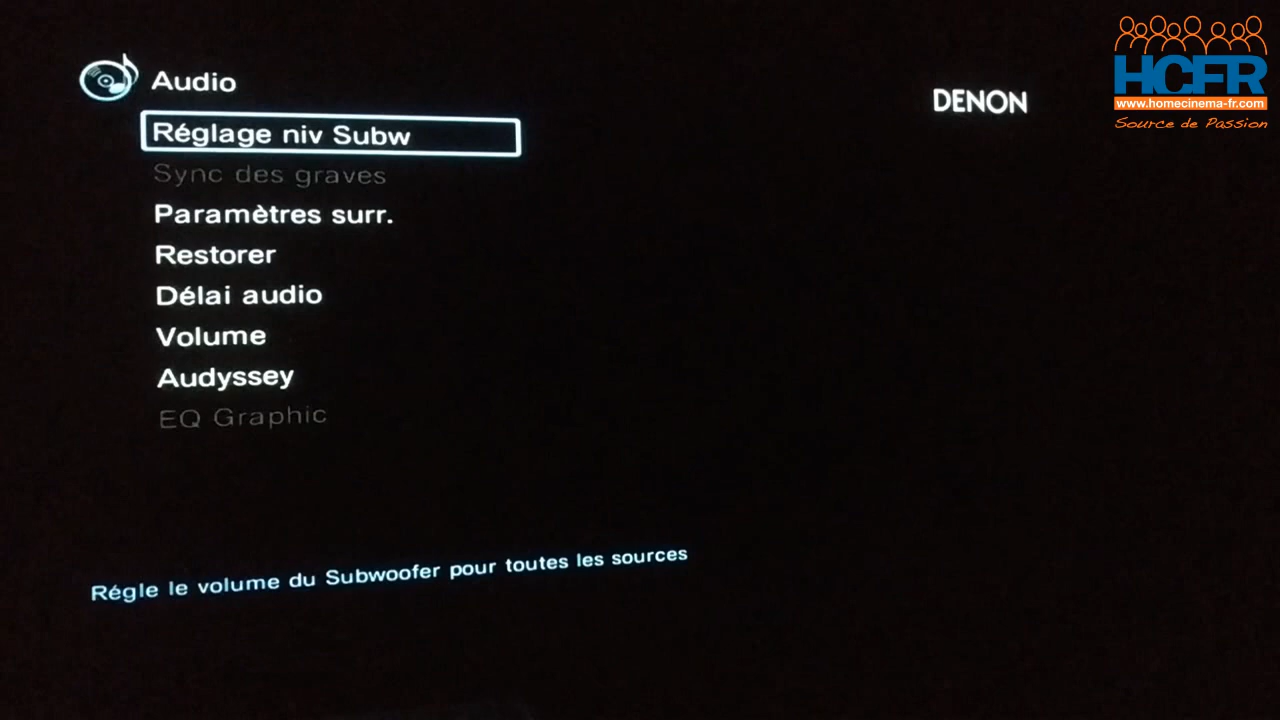 Audio
DENON
HCFR
www.homecinema-fr.com
Source de Passion
Réglage niv Subw
Sync des graves
Paramètres surr.
Restorer
Délai audio
Volume
Audyssey
EQ Graphic
Régle le volume du Subwoofer pour toutes les sources